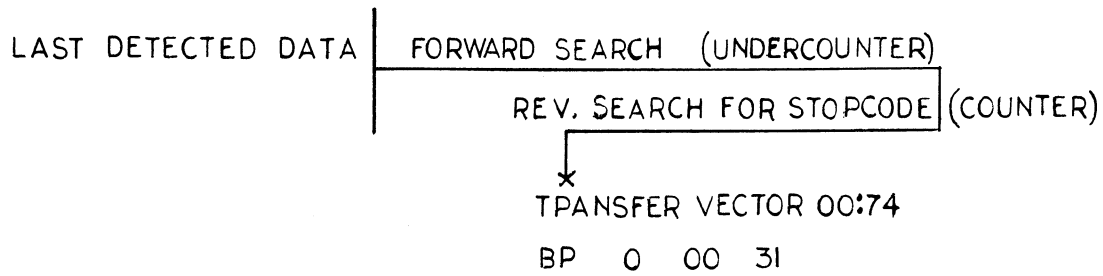 LAST DETECTED DATA FORWARD SEARCH (UNDERCOUNTER)
REV. SEARCH FOR STOPCODE (COUNTER)
TPANSFER VECTOR 00:74
BP 0 00 31